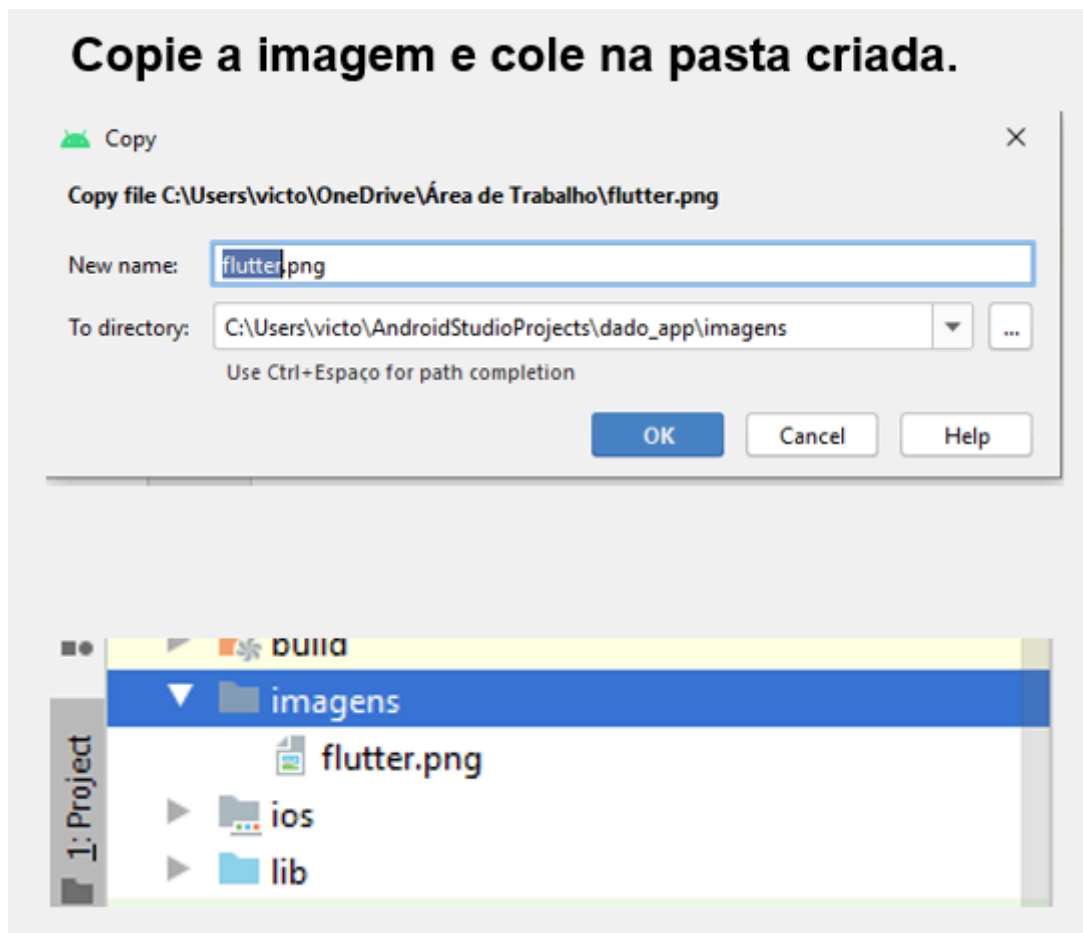 Copie a imagem e cole na pasta criada.
Copy
Copy file C:\Users\victo\OneDrive\Área de Trabalho\flutter.png
New name: flutter.png
To directory: C:\Users\victo\AndroidStudioProjects\dado_app\imagens
...
Use Ctrl+Espaço for path completion
OK Cancel Help
build
imagens
flutter.png
ios
lib
1: Project